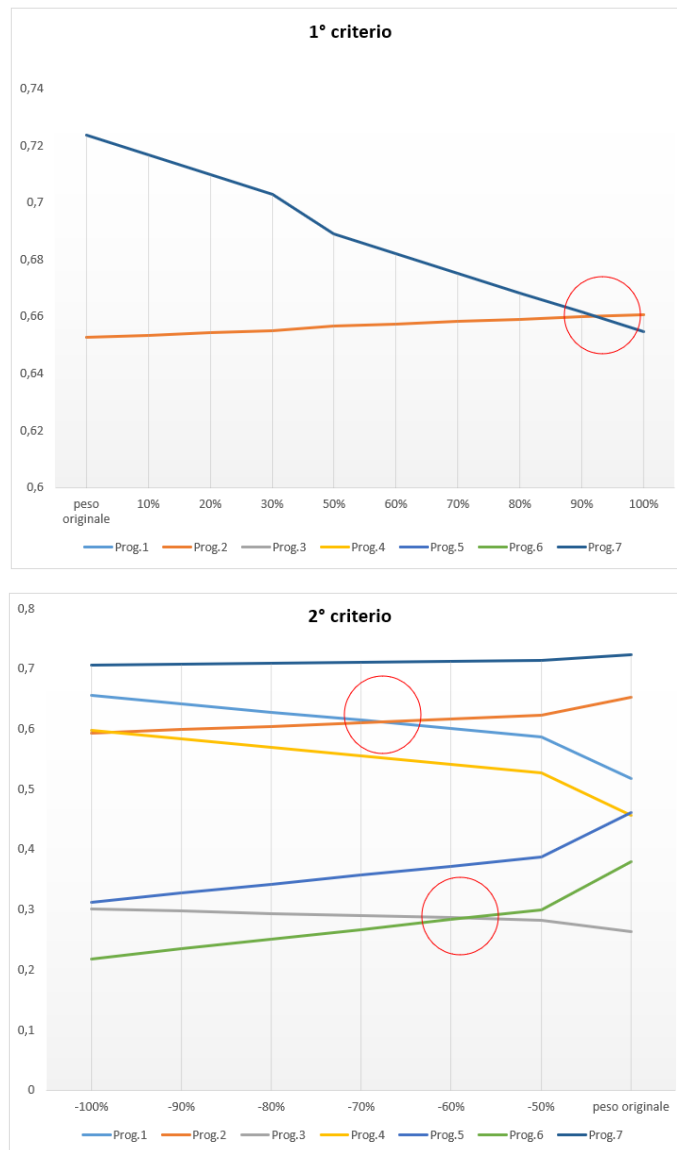 1° criterio
0,74
0,72
0,7
0,68
0,66
0,64
0,62
0,6
peso originale 10% 20% 30% 50% 60% 70% 80% 90% 100%
Prog.1 Prog.2 Prog.3 Prog.4 Prog.5 Prog.6 Prog.7
2° criterio
0,8
0,7
0,6
0,5
0,4
0,3
0,2
0,1
0
-100% -90% -80% -70% -60% -50% peso originale
Prog.1 Prog.2 Prog.3 Prog.4 Prog.5 Prog.6 Prog.7